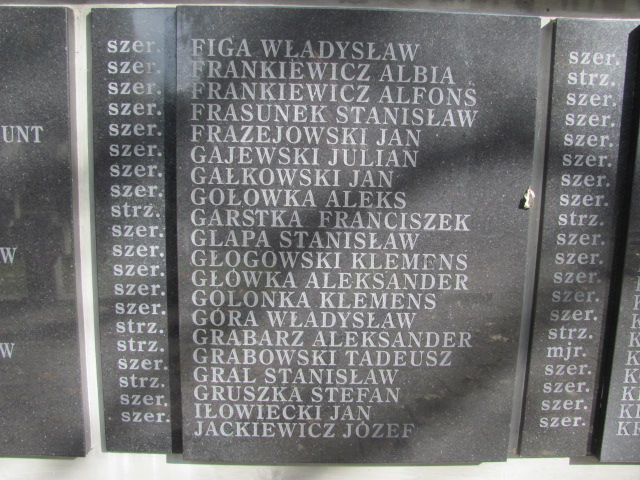 szer. FIGA WŁADYSŁAW szer.
szer. FRANKIEWICZ ALBIA strz.
szer. FRANKIEWICZ ALFONS szer.
szer. FRASUNEK STANISŁAW szer.
UNT szer. FRAZEJOWSKI JAN szer.
szer. GAJEWSKI JULIAN szer.
szer. GAŁKOWSKI JAN szer.
szer. GOŁOWKA ALEKS szer.
strz. GARSTKA FRANCISZEK strz.
szer. GLAPA STANISŁAW szer.
W szer. GŁOGOWSKI KLEMENS szer.
szer. GŁÓWKA ALEKSANDER szer.
szer. GOLONKA KLEMENS szer.
szer. GÓRA WŁADYSŁAW szer.
strz. GRABARZ ALEKSANDER strz.
W strz. GRABOWSKI TADEUSZ mjr.
szer. GRAL STANISŁAW szer.
strz. GRUSZKA STEFAN szer.
szer. IŁOWIECKI JAN szer.
szer. JACKIEWICZ JÓZEF szer.